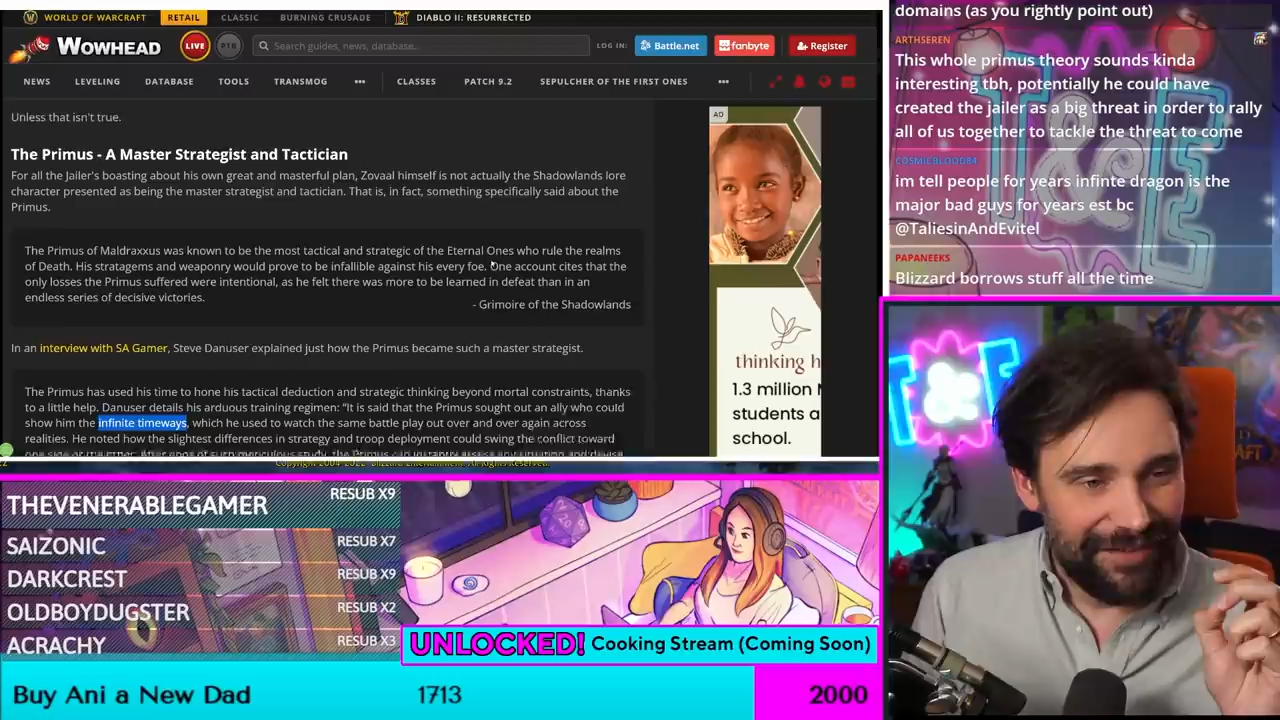 WORLD OF WARCRAFT RETAIL CLASSIC BURNING CRUSADE DIABLO II: RESURRECTED
WOWHEAD LIVE PTR Search guides, news, database... LOG IN: Battle.net fanbyte Register
NEWS LEVELING DATABASE TOOLS TRANSMOG ••• CLASSES PATCH 9.2 SEPULCHER OF THE FIRST ONES •••
Unless that isn't true.
The Primus - A Master Strategist and Tactician
For all the Jailer's boasting about his own great and masterful plan, Zovaal himself is not actually the Shadowlands lore
character presented as being the master strategist and tactician. That is, in fact, something specifically said about the
Primus.
The Primus of Maldraxxus was known to be the most tactical and strategic of the Eternal Ones who rule the realms
of Death. His stratagems and weaponry would prove to be infallible against his every foe. One account cites that the
only losses the Primus suffered were intentional, as he felt there was more to be learned in defeat than in an
endless series of decisive victories.
- Grimoire of the Shadowlands
In an interview with SA Gamer, Steve Danuser explained just how the Primus became such a master strategist.
The Primus has used his time to hone his tactical deduction and strategic thinking beyond mortal constraints, thanks
to a little help. Danuser details his arduous training regimen: “It is said that the Primus sought out an ally who could
show him the infinite timeways, which he used to watch the same battle play out over and over again across
realities. He noted how the slightest differences in strategy and troop deployment could swing the conflict toward
AD
thinking h
1.3 million
students a
school.
domains (as you rightly point out)
ARTHSEREN
This whole primus theory sounds kinda
interesting tbh, potentially he could have
created the jailer as a big threat in order to rally
all of us together to tackle the threat to come
COSMICBLOOD84
im tell people for years infinte dragon is the
major bad guys for years est bc
@TaliesinAndEvitel
PAPANEEKS
Blizzard borrows stuff all the time
T&E
THEVENERABLEGAMER RESUB X9
SAIZONIC RESUB X7
DARKCREST RESUB X9
OLDBOYDUGSTER RESUB X2
ACRACHY RESUB X3
UNLOCKED! Cooking Stream (Coming Soon)
Buy Ani a New Dad 1713 2000